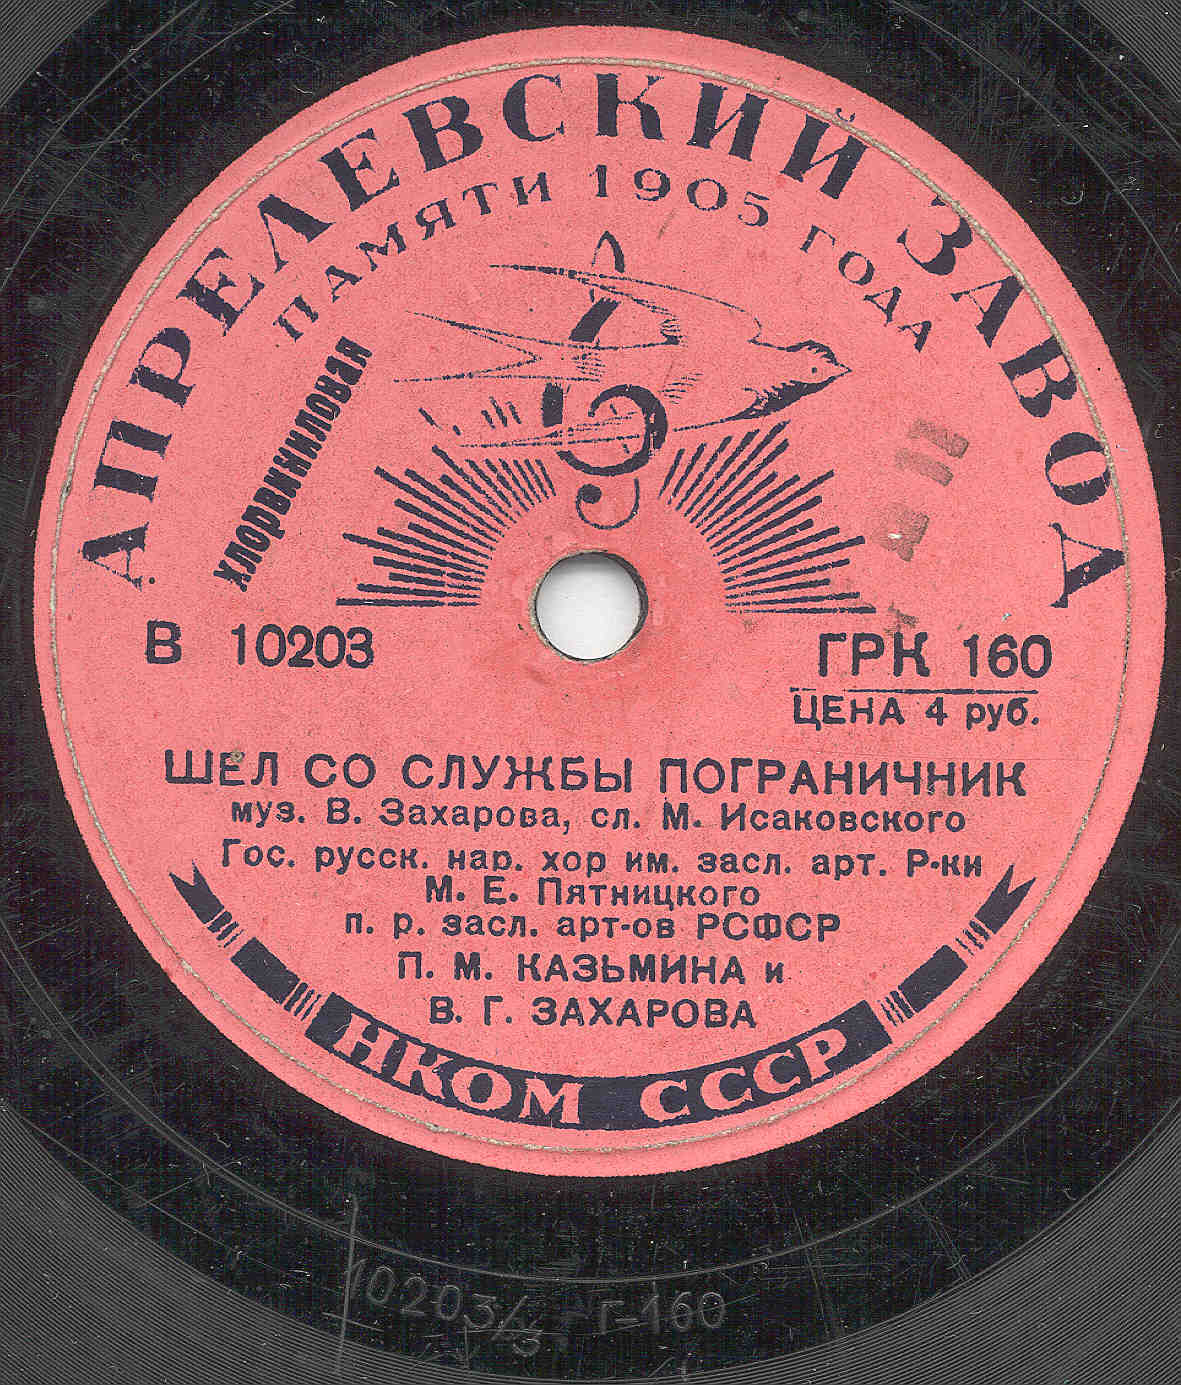 АПРЕЛЕВСКИЙ ЗАВОД
ПАМЯТИ 1905 ГОДА
хлорвиниловая
В 10203
ГРК 160
ЦЕНА 4 руб.
ШЕЛ СО СЛУЖБЫ ПОГРАНИЧНИК
муз. В. Захарова, сл. М. Исаковского
Гос. русск. нар. хор им. засл. арт. Р-ки
М. Е. Пятницкого
п. р. засл. арт-ов РСФСР
П. М. КАЗЬМИНА и
В. Г. ЗАХАРОВА
НКОМ СССР
10203/3 Г-160